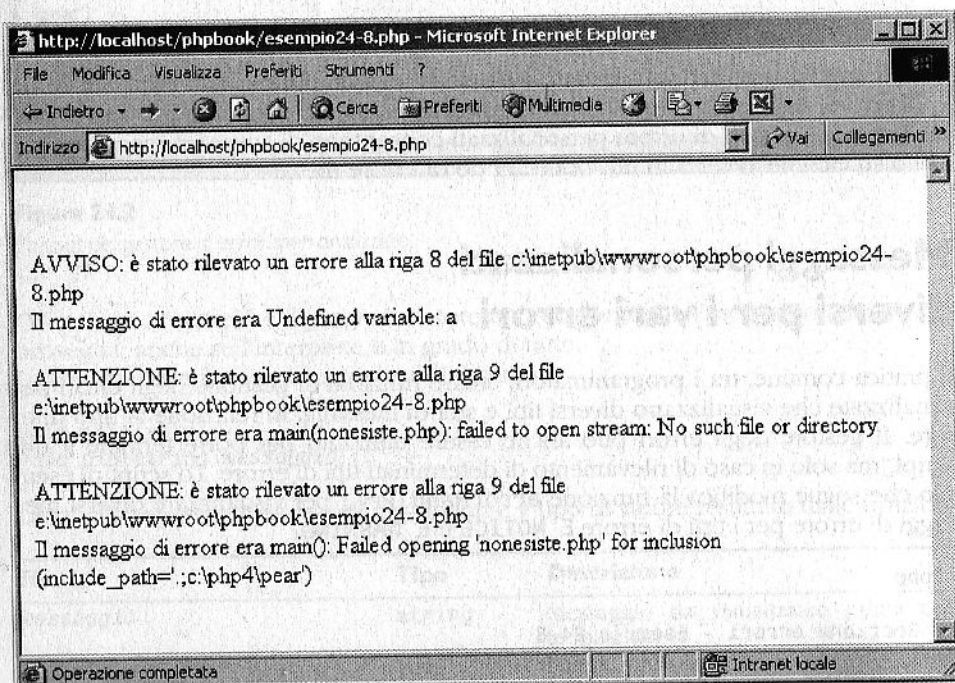 http://localhost/phpbook/esempio24-8.php - Microsoft Internet Explorer
File Modifica Visualizza Preferiti Strumenti ?
Indietro Cerca Preferiti Multimedia
Indirizzo http://localhost/phpbook/esempio24-8.php Vai Collegamenti »
AVVISO: è stato rilevato un errore alla riga 8 del file c:\inetpub\wwwroot\phpbook\esempio24-
8.php
Il messaggio di errore era Undefined variable: a
ATTENZIONE: è stato rilevato un errore alla riga 9 del file
e:\inetpub\wwwroot\phpbook\esempio24-8.php
Il messaggio di errore era main(nonesiste.php): failed to open stream: No such file or directory
ATTENZIONE: è stato rilevato un errore alla riga 9 del file
e:\inetpub\wwwroot\phpbook\esempio24-8.php
Il messaggio di errore era main(): Failed opening 'nonesiste.php' for inclusion
(include_path='.;c:\php4\pear')
Operazione completata Intranet locale